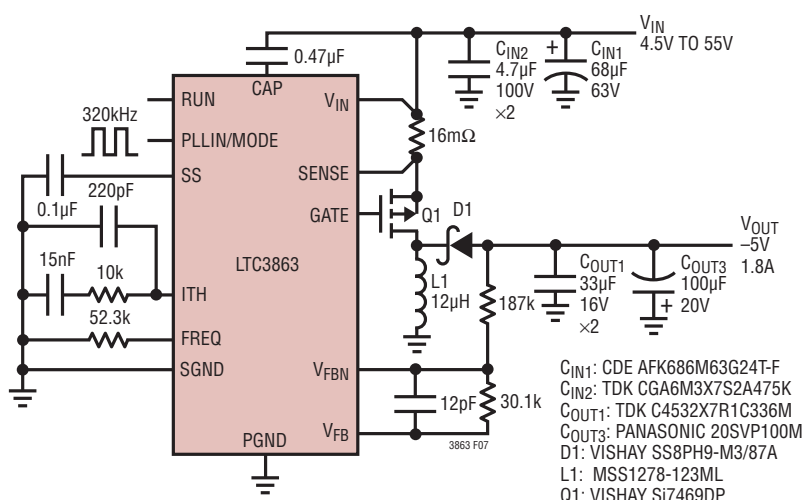 V_IN
4.5V TO 55V
C_IN2
4.7µF
100V
×2
+
C_IN1
68µF
63V
0.47µF
CAP
RUN
V_IN
320kHz
PLLIN/MODE
16mΩ
SS
SENSE
220pF
0.1µF
GATE
Q1
D1
V_OUT
–5V
1.8A
15nF
10k
LTC3863
L1
12µH
C_OUT1
33µF
16V
×2
C_OUT3
100µF
+ 20V
ITH
187k
52.3k
FREQ
SGND
V_FBN
12pF
30.1k
PGND
V_FB
3863 F07
C_IN1: CDE AFK686M63G24T-F
C_IN2: TDK CGA6M3X7S2A475K
C_OUT1: TDK C4532X7R1C336M
C_OUT3: PANASONIC 20SVP100M
D1: VISHAY SS8PH9-M3/87A
L1: MSS1278-123ML
Q1: VISHAY Si7469DP